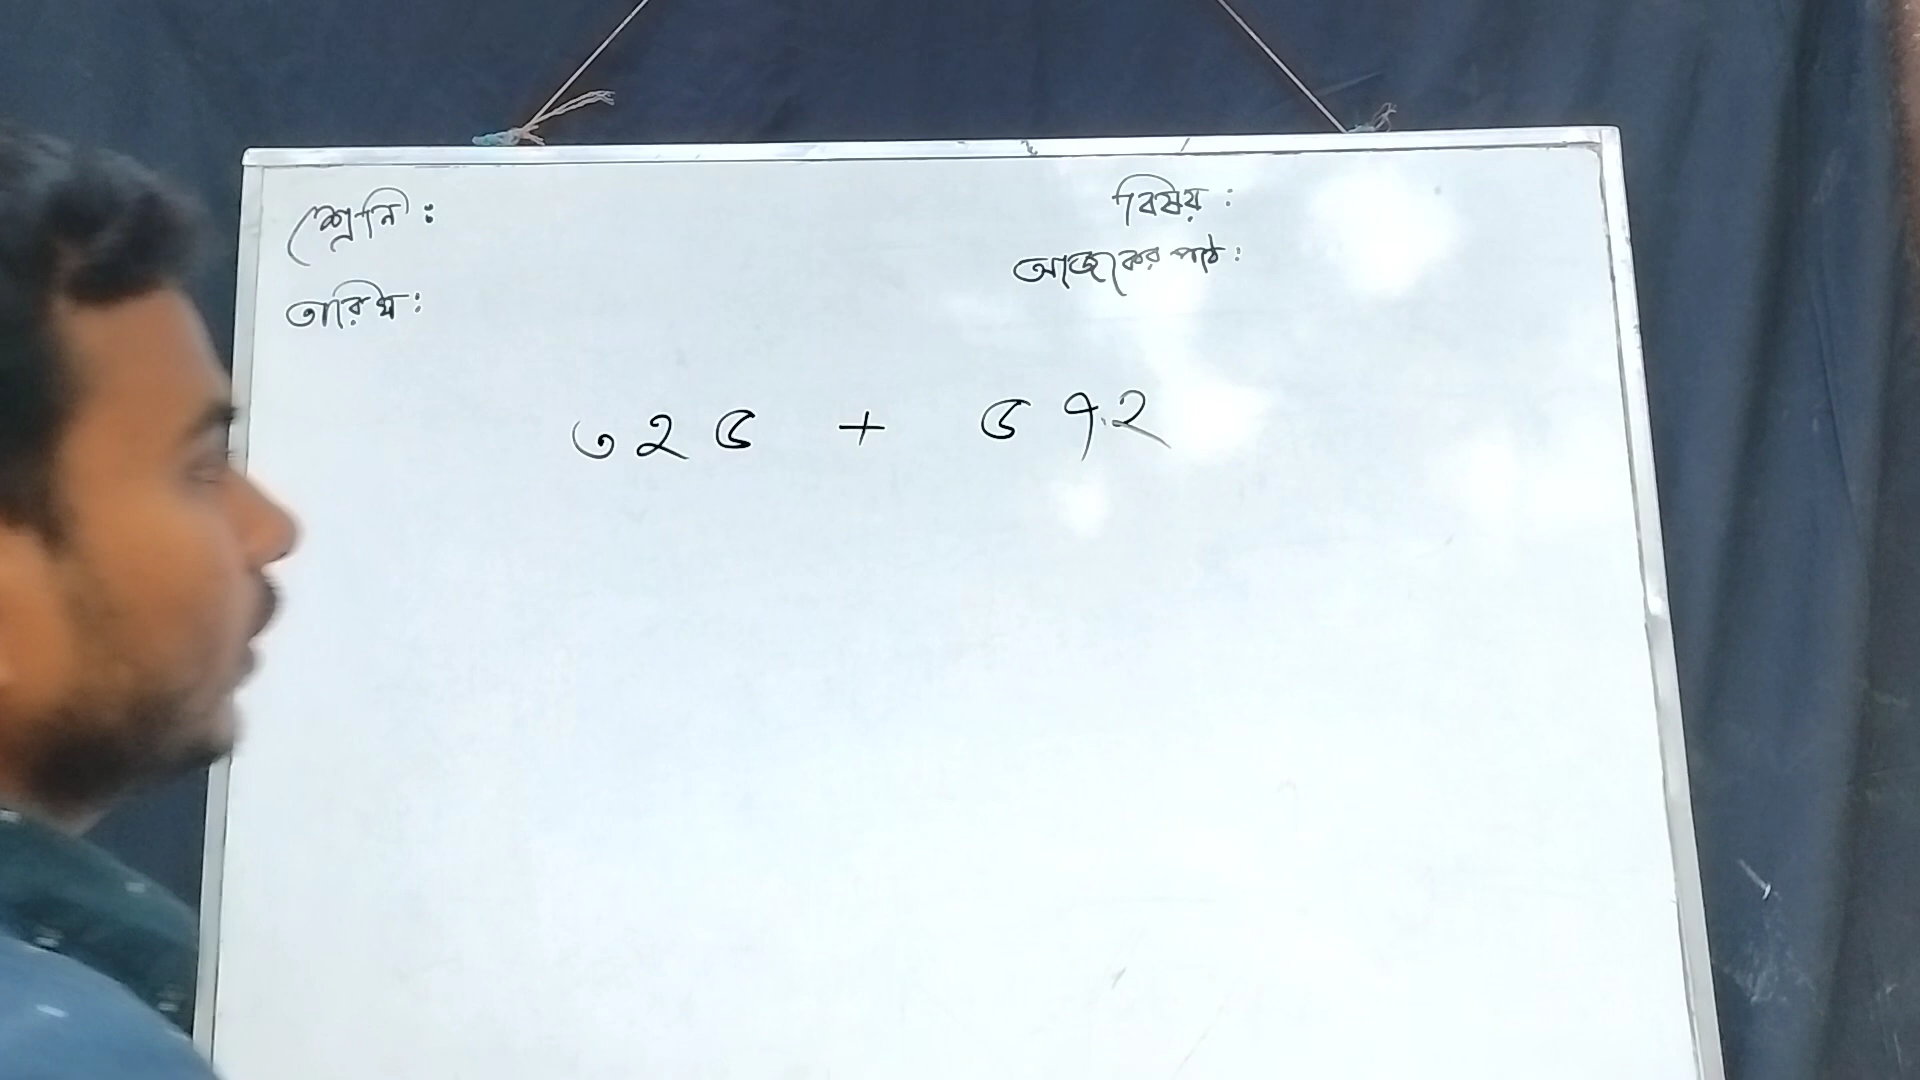 শ্রেনি :
বিষয় :
আজকের পাঠ :
তারিখ :
৩২৫ + ৫৭২